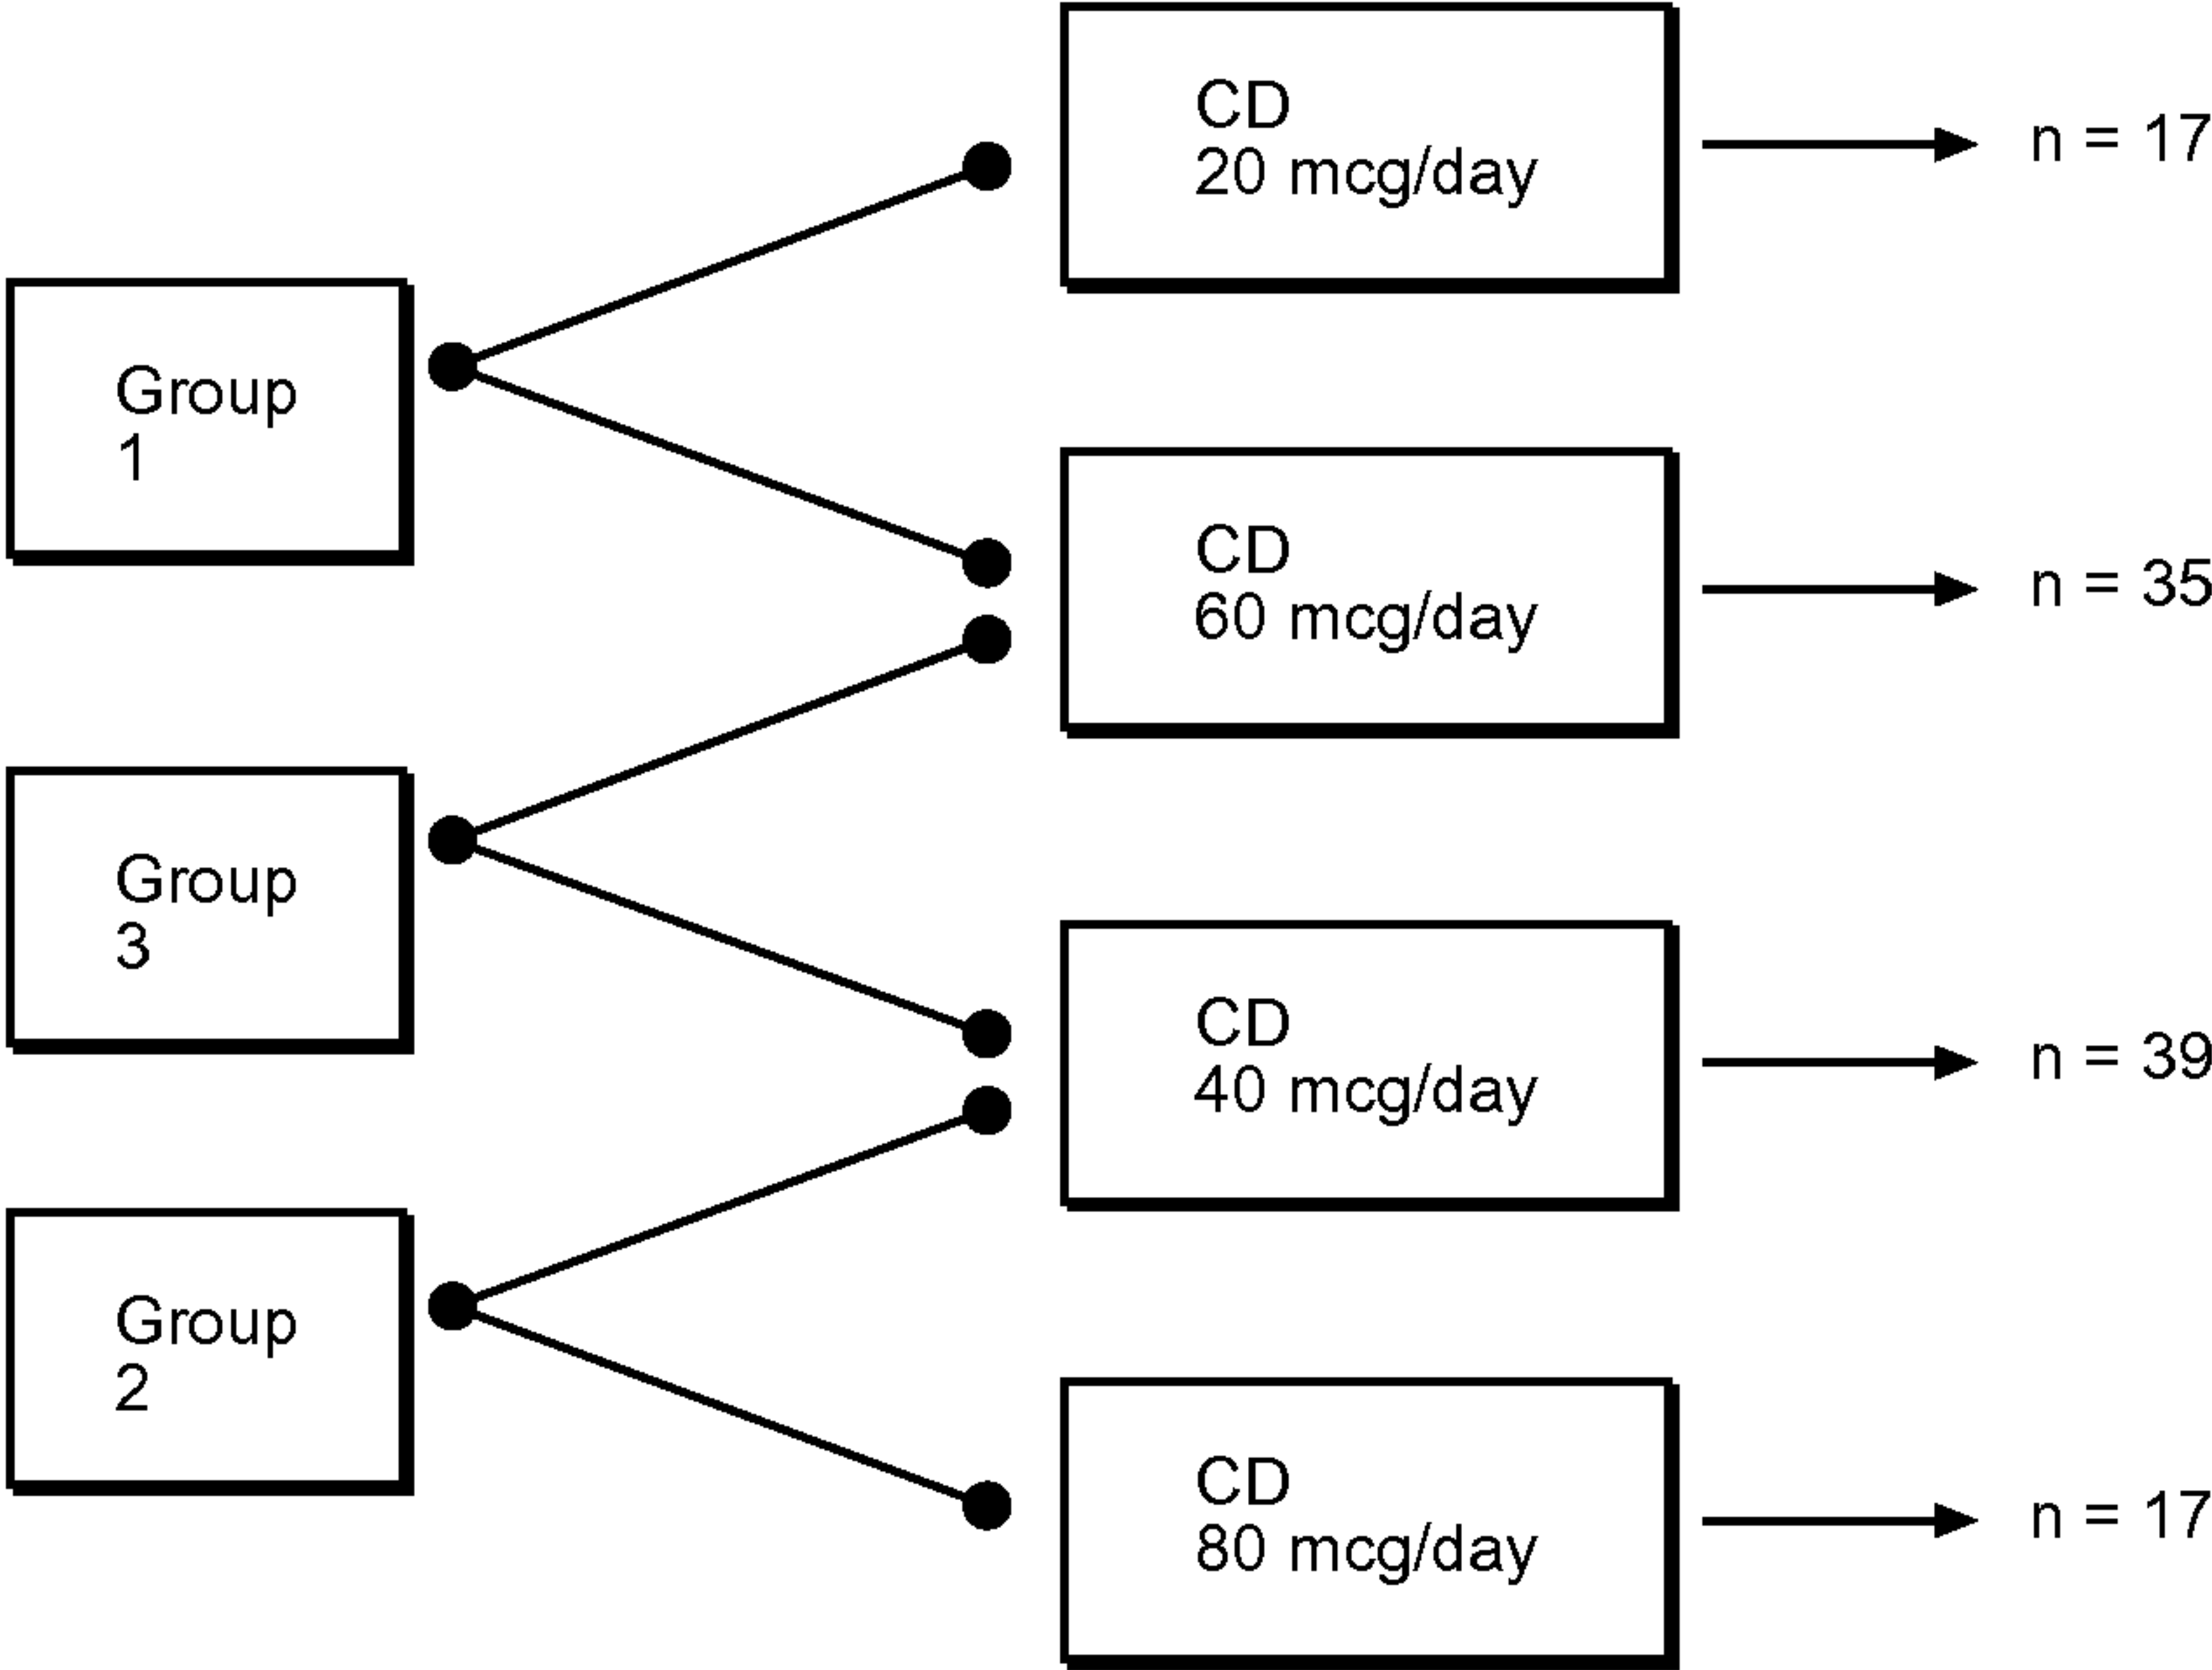 CD
20 mcg/day
n = 17
Group
1
CD
60 mcg/day
n = 35
Group
3
CD
40 mcg/day
n = 39
Group
2
CD
80 mcg/day
n = 17